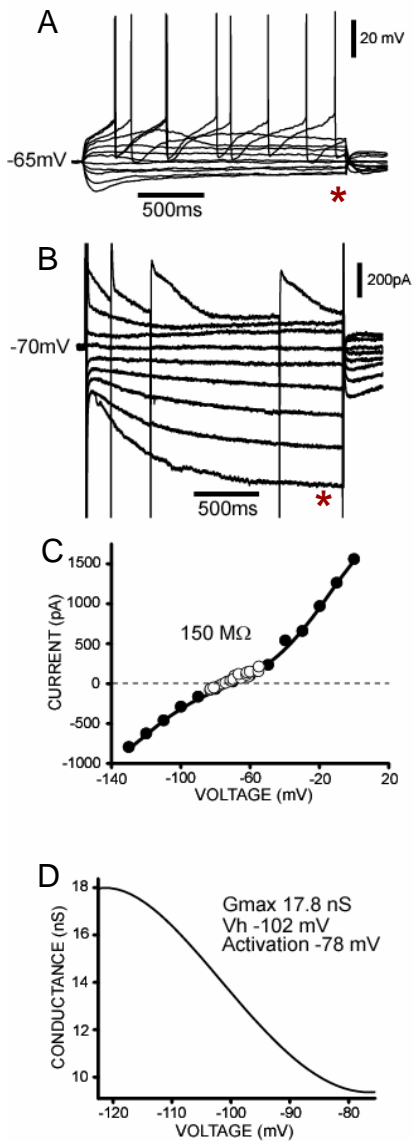 A
20 mV
-65mV
500ms
*
B
200pA
-70mV
500ms
*
C
1500
1000
500
0
-500
-1000
CURRENT (pA)
150 MΩ
-140 -100 -60 -20 20
VOLTAGE (mV)
D
18
16
14
12
10
CONDUCTANCE (nS)
Gmax 17.8 nS
Vh -102 mV
Activation -78 mV
-120 -110 -100 -90 -80
VOLTAGE (mV)